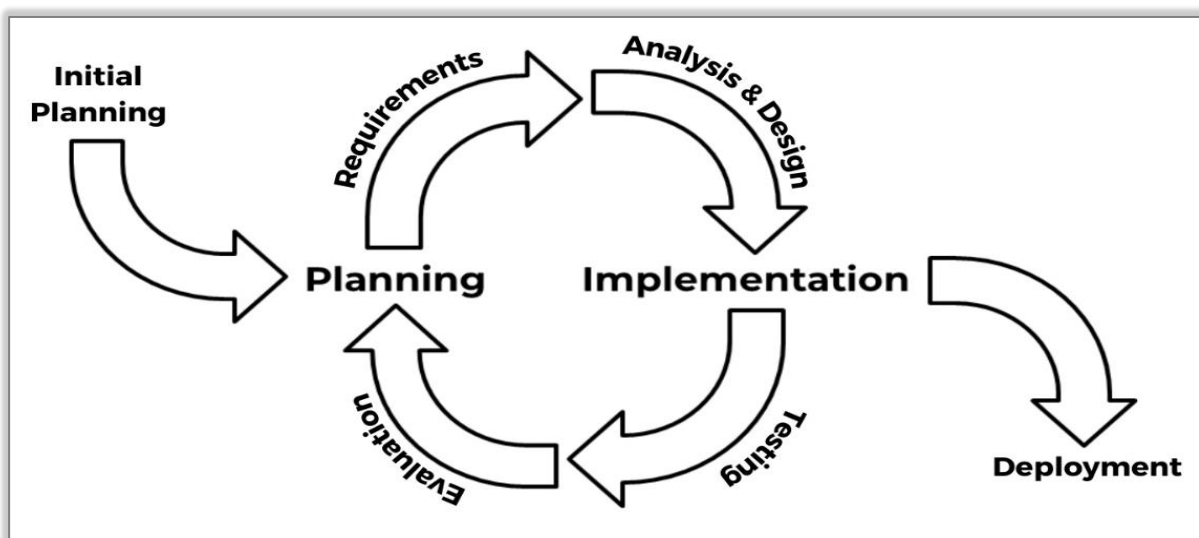 Initial
Planning
Requirements
Analysis & Design
Planning
Implementation
Evaluation
Testing
Deployment